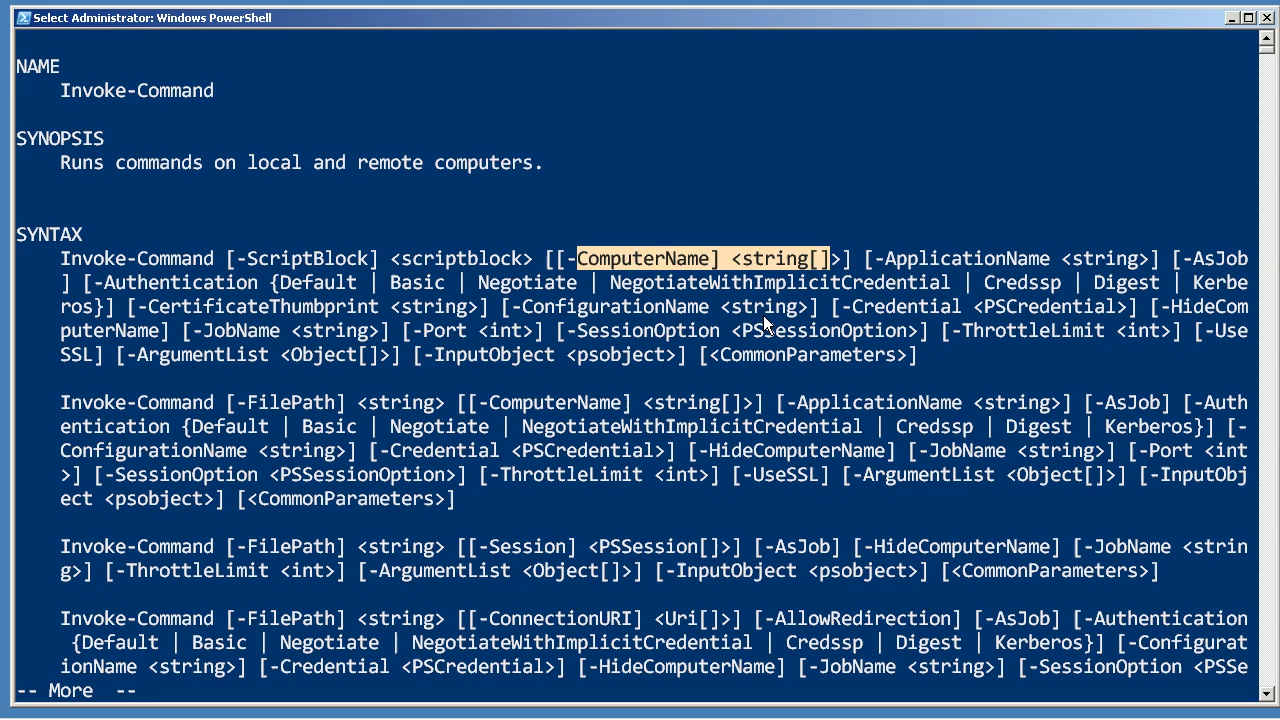 Select Administrator: Windows PowerShell
NAME
Invoke-Command
SYNOPSIS
Runs commands on local and remote computers.
SYNTAX
Invoke-Command [-ScriptBlock] <scriptblock> [[-ComputerName] <string[]>] [-ApplicationName <string>] [-AsJob
] [-Authentication {Default | Basic | Negotiate | NegotiateWithImplicitCredential | Credssp | Digest | Kerbe
ros}] [-CertificateThumbprint <string>] [-ConfigurationName <string>] [-Credential <PSCredential>] [-HideCom
puterName] [-JobName <string>] [-Port <int>] [-SessionOption <PSSessionOption>] [-ThrottleLimit <int>] [-Use
SSL] [-ArgumentList <Object[]>] [-InputObject <psobject>] [<CommonParameters>]
Invoke-Command [-FilePath] <string> [[-ComputerName] <string[]>] [-ApplicationName <string>] [-AsJob] [-Auth
entication {Default | Basic | Negotiate | NegotiateWithImplicitCredential | Credssp | Digest | Kerberos}] [-
ConfigurationName <string>] [-Credential <PSCredential>] [-HideComputerName] [-JobName <string>] [-Port <int
>] [-SessionOption <PSSessionOption>] [-ThrottleLimit <int>] [-UseSSL] [-ArgumentList <Object[]>] [-InputObj
ect <psobject>] [<CommonParameters>]
Invoke-Command [-FilePath] <string> [[-Session] <PSSession[]>] [-AsJob] [-HideComputerName] [-JobName <strin
g>] [-ThrottleLimit <int>] [-ArgumentList <Object[]>] [-InputObject <psobject>] [<CommonParameters>]
Invoke-Command [-FilePath] <string> [[-ConnectionURI] <Uri[]>] [-AllowRedirection] [-AsJob] [-Authentication
{Default | Basic | Negotiate | NegotiateWithImplicitCredential | Credssp | Digest | Kerberos}] [-Configurat
ionName <string>] [-Credential <PSCredential>] [-HideComputerName] [-JobName <string>] [-SessionOption <PSSe
-- More --